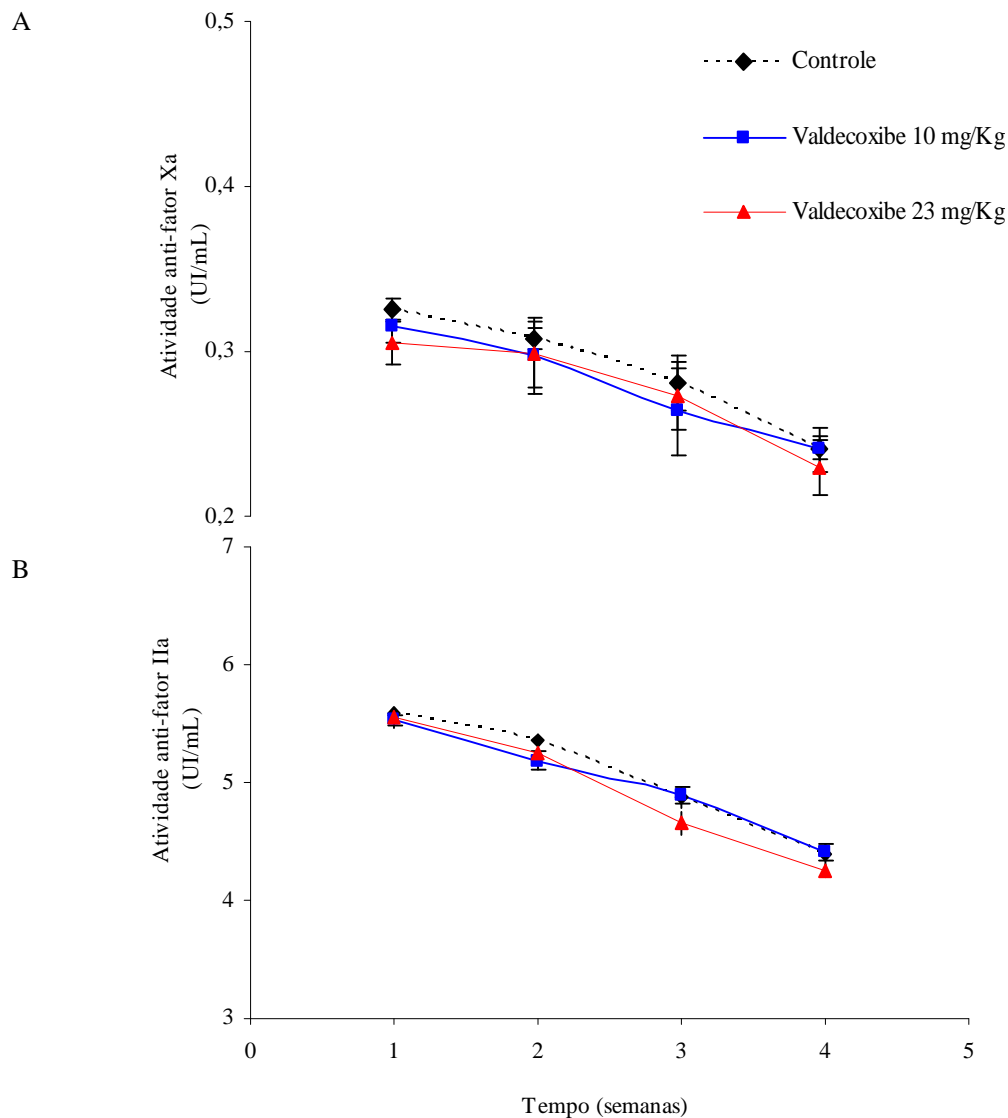 A
0,5
0,4
0,3
0,2
Atividade anti-fator Xa
(UI/mL)
Controle
Valdecoxibe 10 mg/Kg
Valdecoxibe 23 mg/Kg
B
7
6
5
4
3
Atividade anti-fator IIa
(UI/mL)
0 1 2 3 4 5
Tempo (semanas)